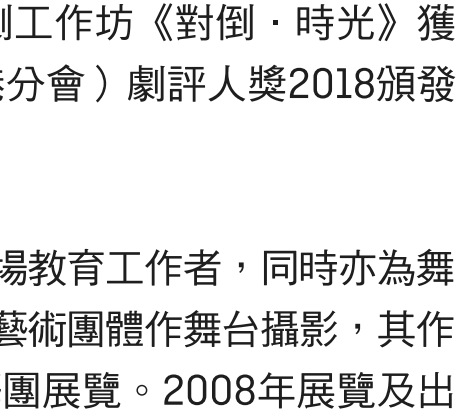 工作坊《對倒．時光》獲
分會）劇評人獎2018頒發
場教育工作者，同時亦為舞
藝術團體作舞台攝影，其作
團展覽。2008年展覽及出